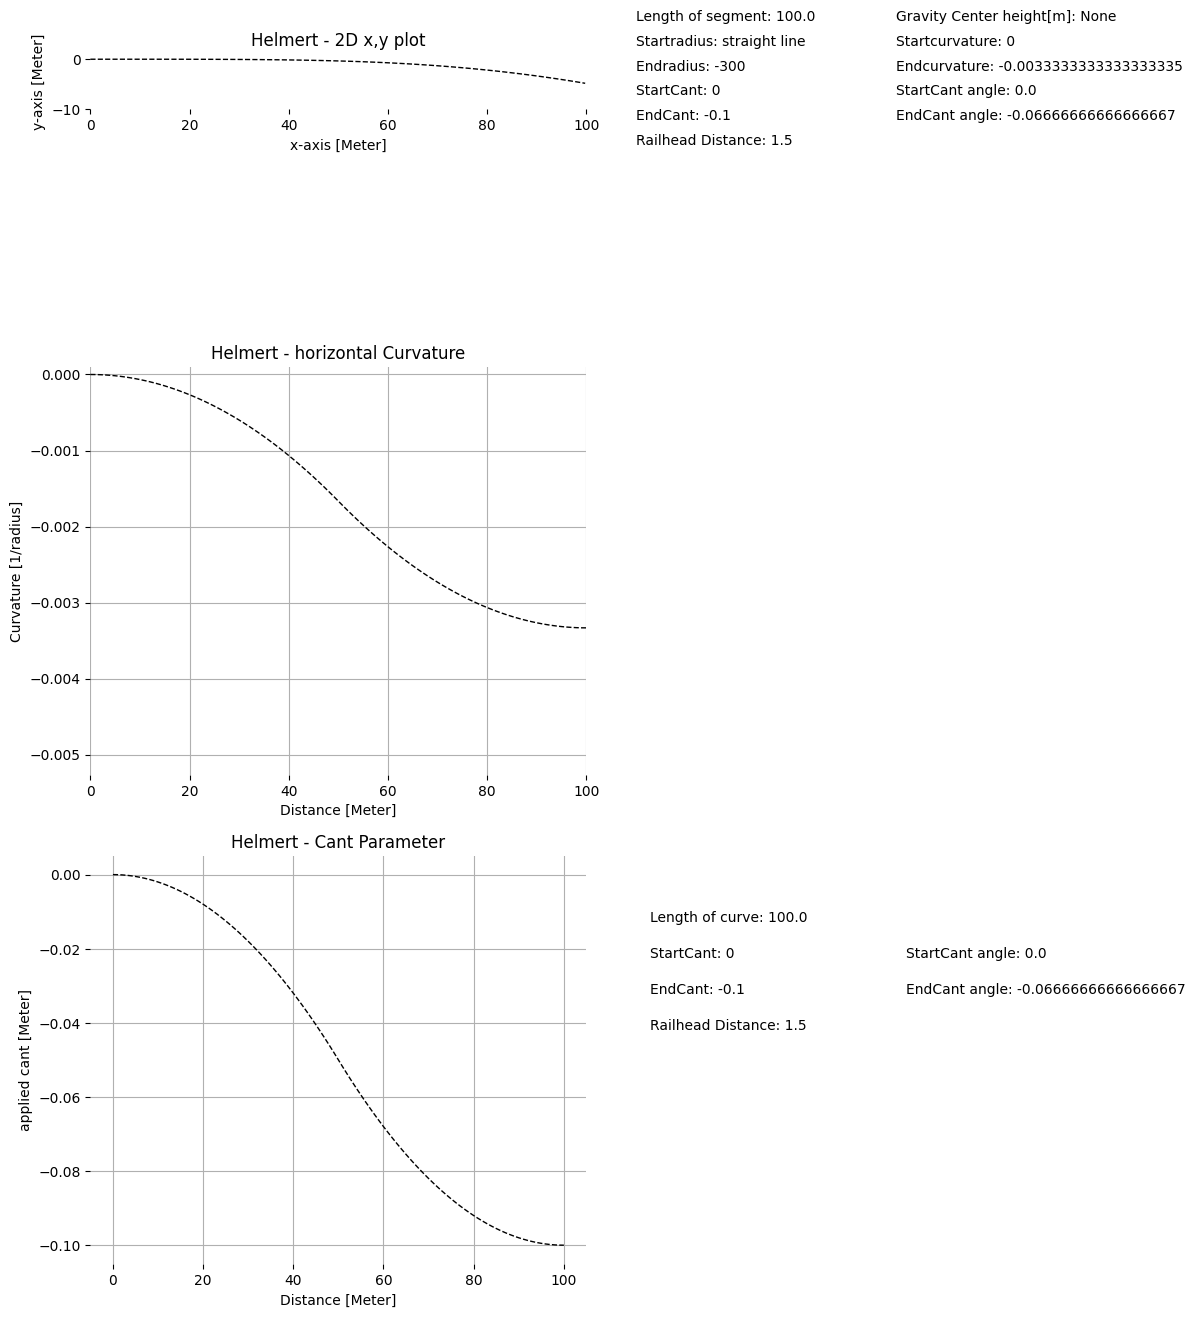 Length of segment: 100.0
Gravity Center height[m]: None
Helmert - 2D x,y plot
Startradius: straight line
Startcurvature: 0
0
y-axis [Meter]
Endradius: -300
Endcurvature: -0.0033333333333333335
StartCant: 0
StartCant angle: 0.0
−10
EndCant: -0.1
EndCant angle: -0.06666666666666667
0 20 40 60 80 100
x-axis [Meter]
Railhead Distance: 1.5
Helmert - horizontal Curvature
0.000
−0.001
−0.002
Curvature [1/radius]
−0.003
−0.004
−0.005
0 20 40 60 80 100
Distance [Meter]
Helmert - Cant Parameter
0.00
Length of curve: 100.0
−0.02
StartCant: 0
StartCant angle: 0.0
EndCant: -0.1
EndCant angle: -0.06666666666666667
−0.04
Railhead Distance: 1.5
applied cant [Meter]
−0.06
−0.08
−0.10
0 20 40 60 80 100
Distance [Meter]